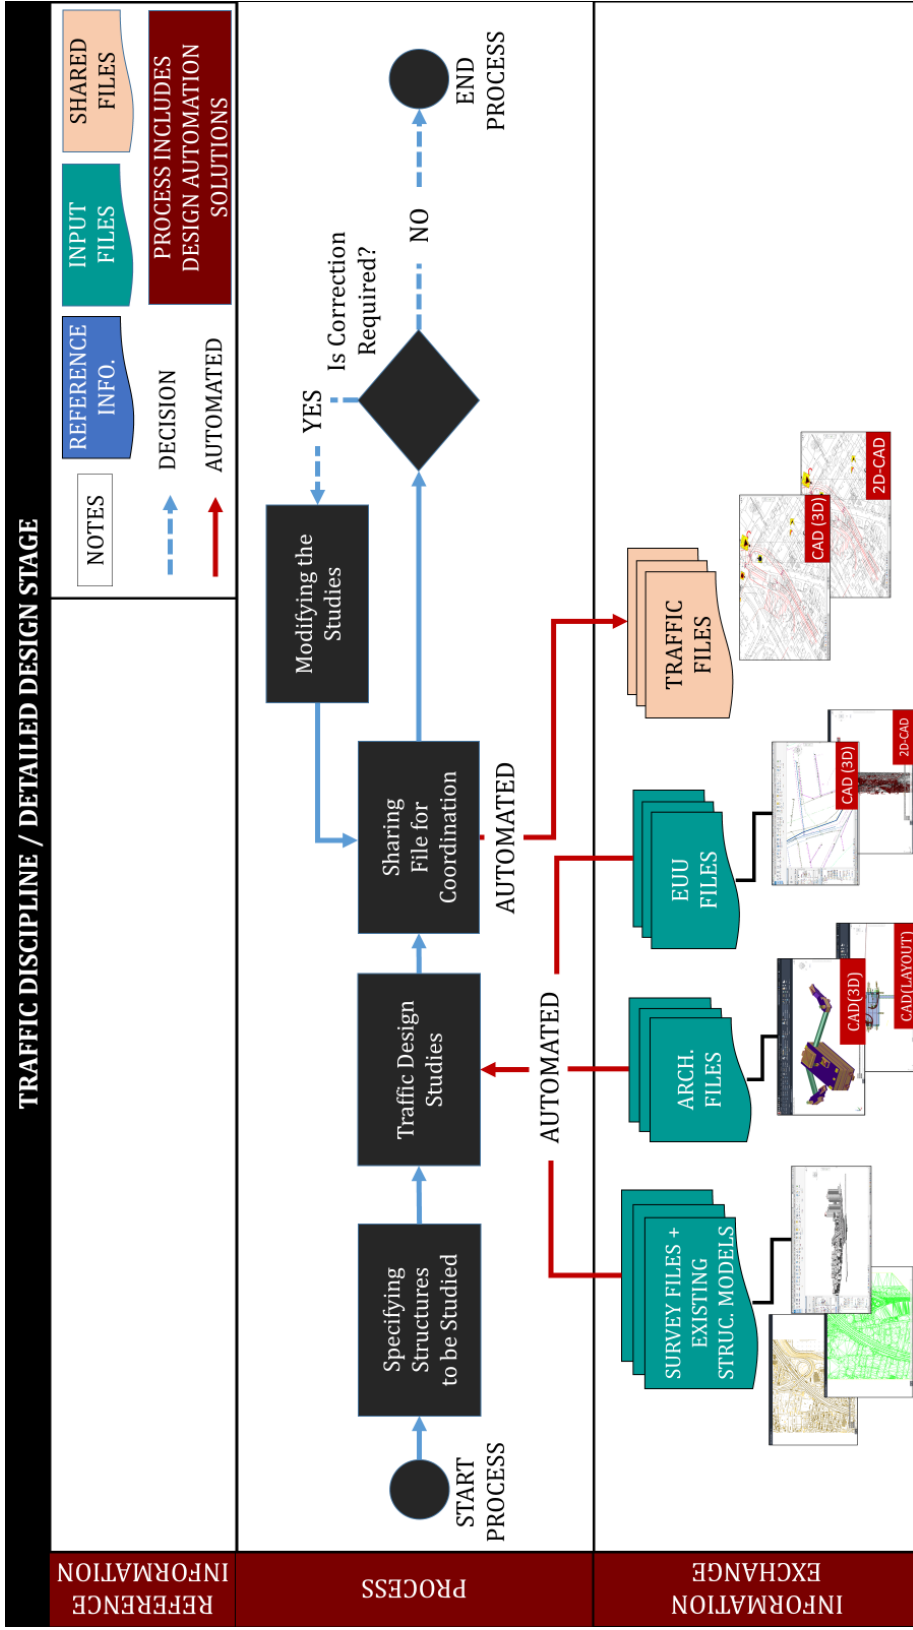 TRAFFIC DISCIPLINE / DETAILED DESIGN STAGE
REFERENCE
INFORMATION
NOTES
REFERENCE
INFO.
INPUT
FILES
SHARED
FILES
DECISION
AUTOMATED
PROCESS INCLUDES
DESIGN AUTOMATION
SOLUTIONS
PROCESS
START
PROCESS
Specifying
Structures
to be Studied
Traffic Design
Studies
Sharing
File for
Coordination
Modifying the
Studies
YES
Is Correction
Required?
NO
END
PROCESS
AUTOMATED
AUTOMATED
INFORMATION
EXCHANGE
SURVEY FILES +
EXISTING
STRUC. MODELS
ARCH.
FILES
CAD(3D)
CAD(LAYOUT)
EUU
FILES
CAD (3D)
2D-CAD
TRAFFIC
FILES
CAD (3D)
2D-CAD